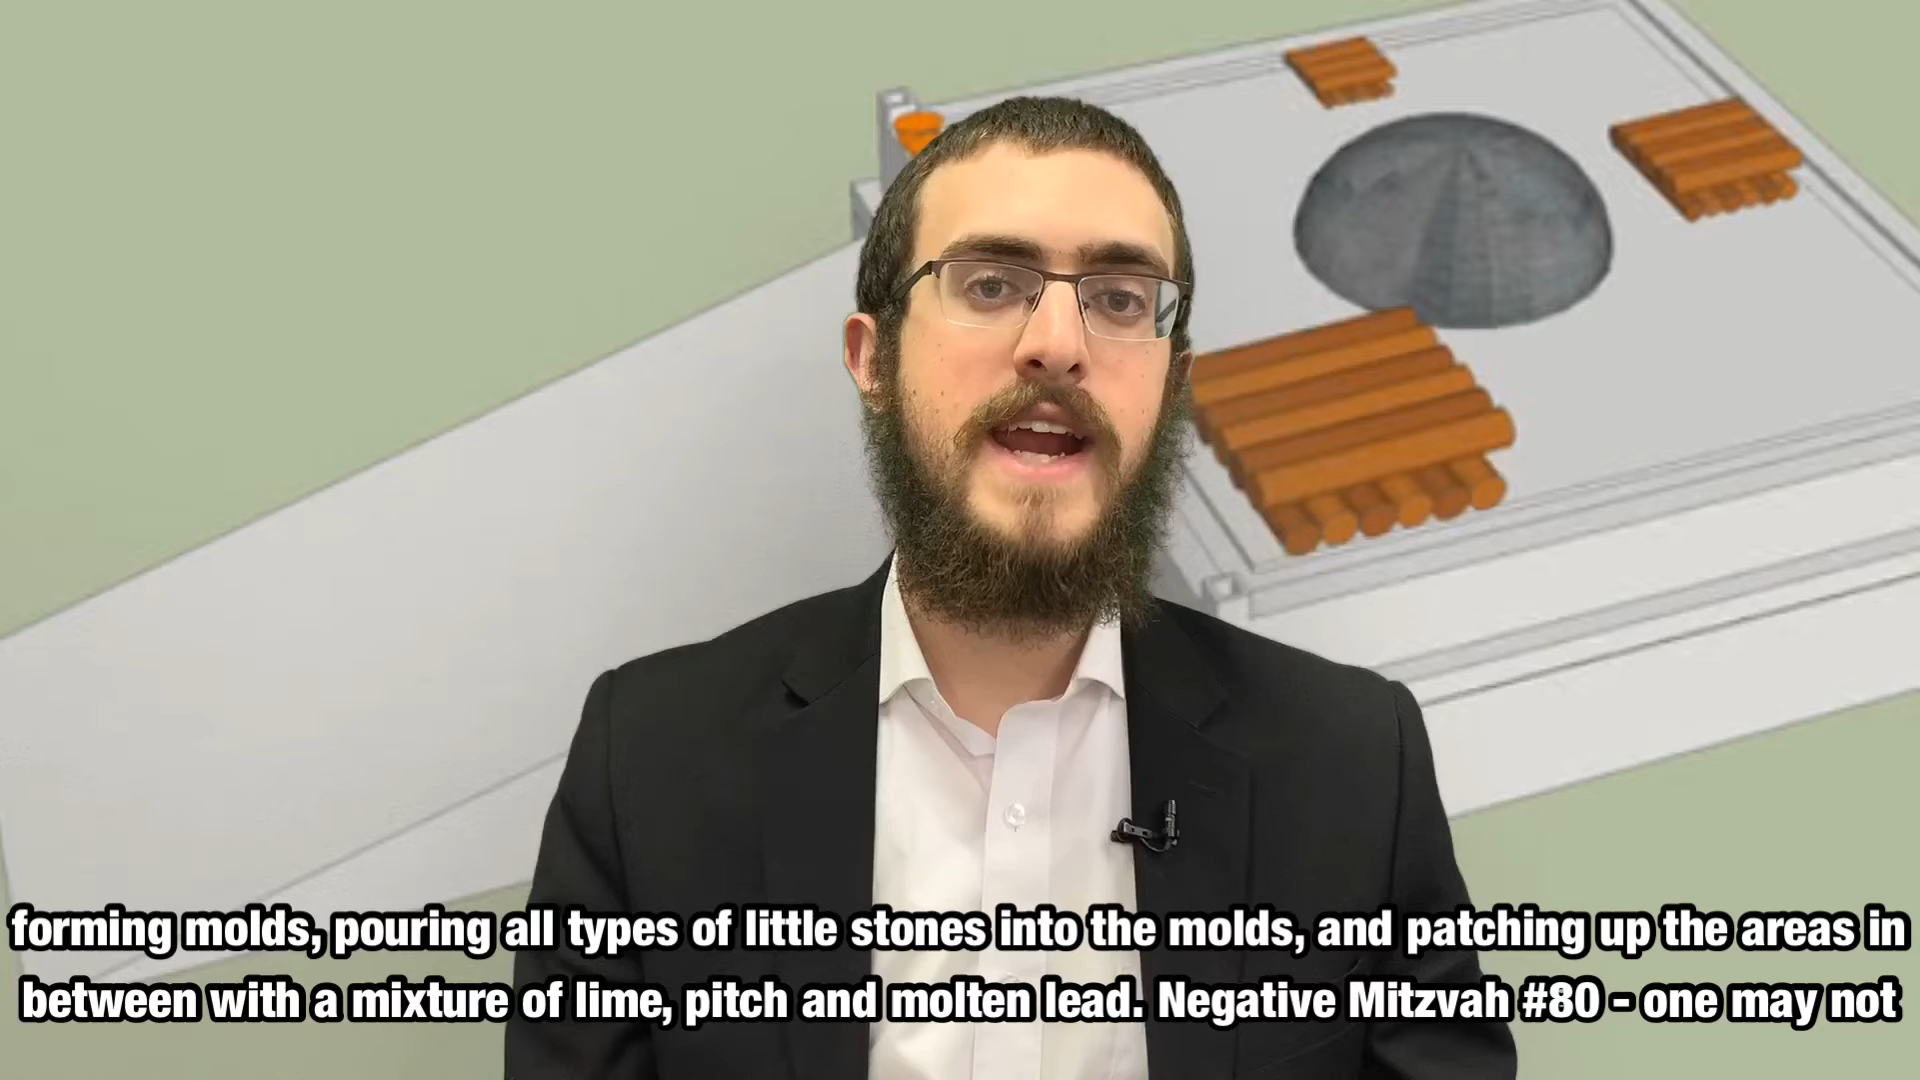 forming molds, pouring all types of little stones into the molds, and patching up the areas in
between with a mixture of lime, pitch and molten lead. Negative Mitzvah #80 - one may not